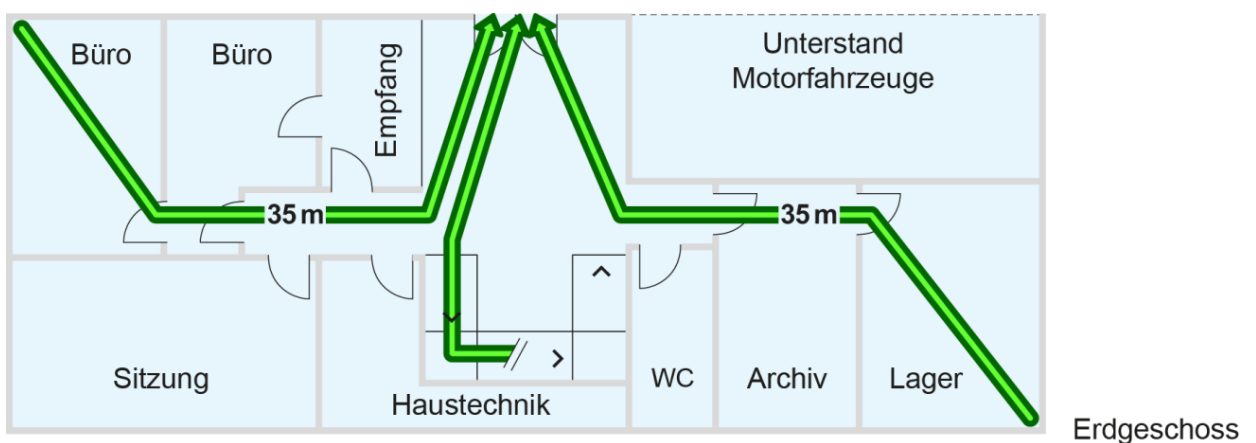 Büro
Büro
Empfang
Unterstand
Motorfahrzeuge
35 m
35 m
Sitzung
Haustechnik
WC
Archiv
Lager
Erdgeschoss